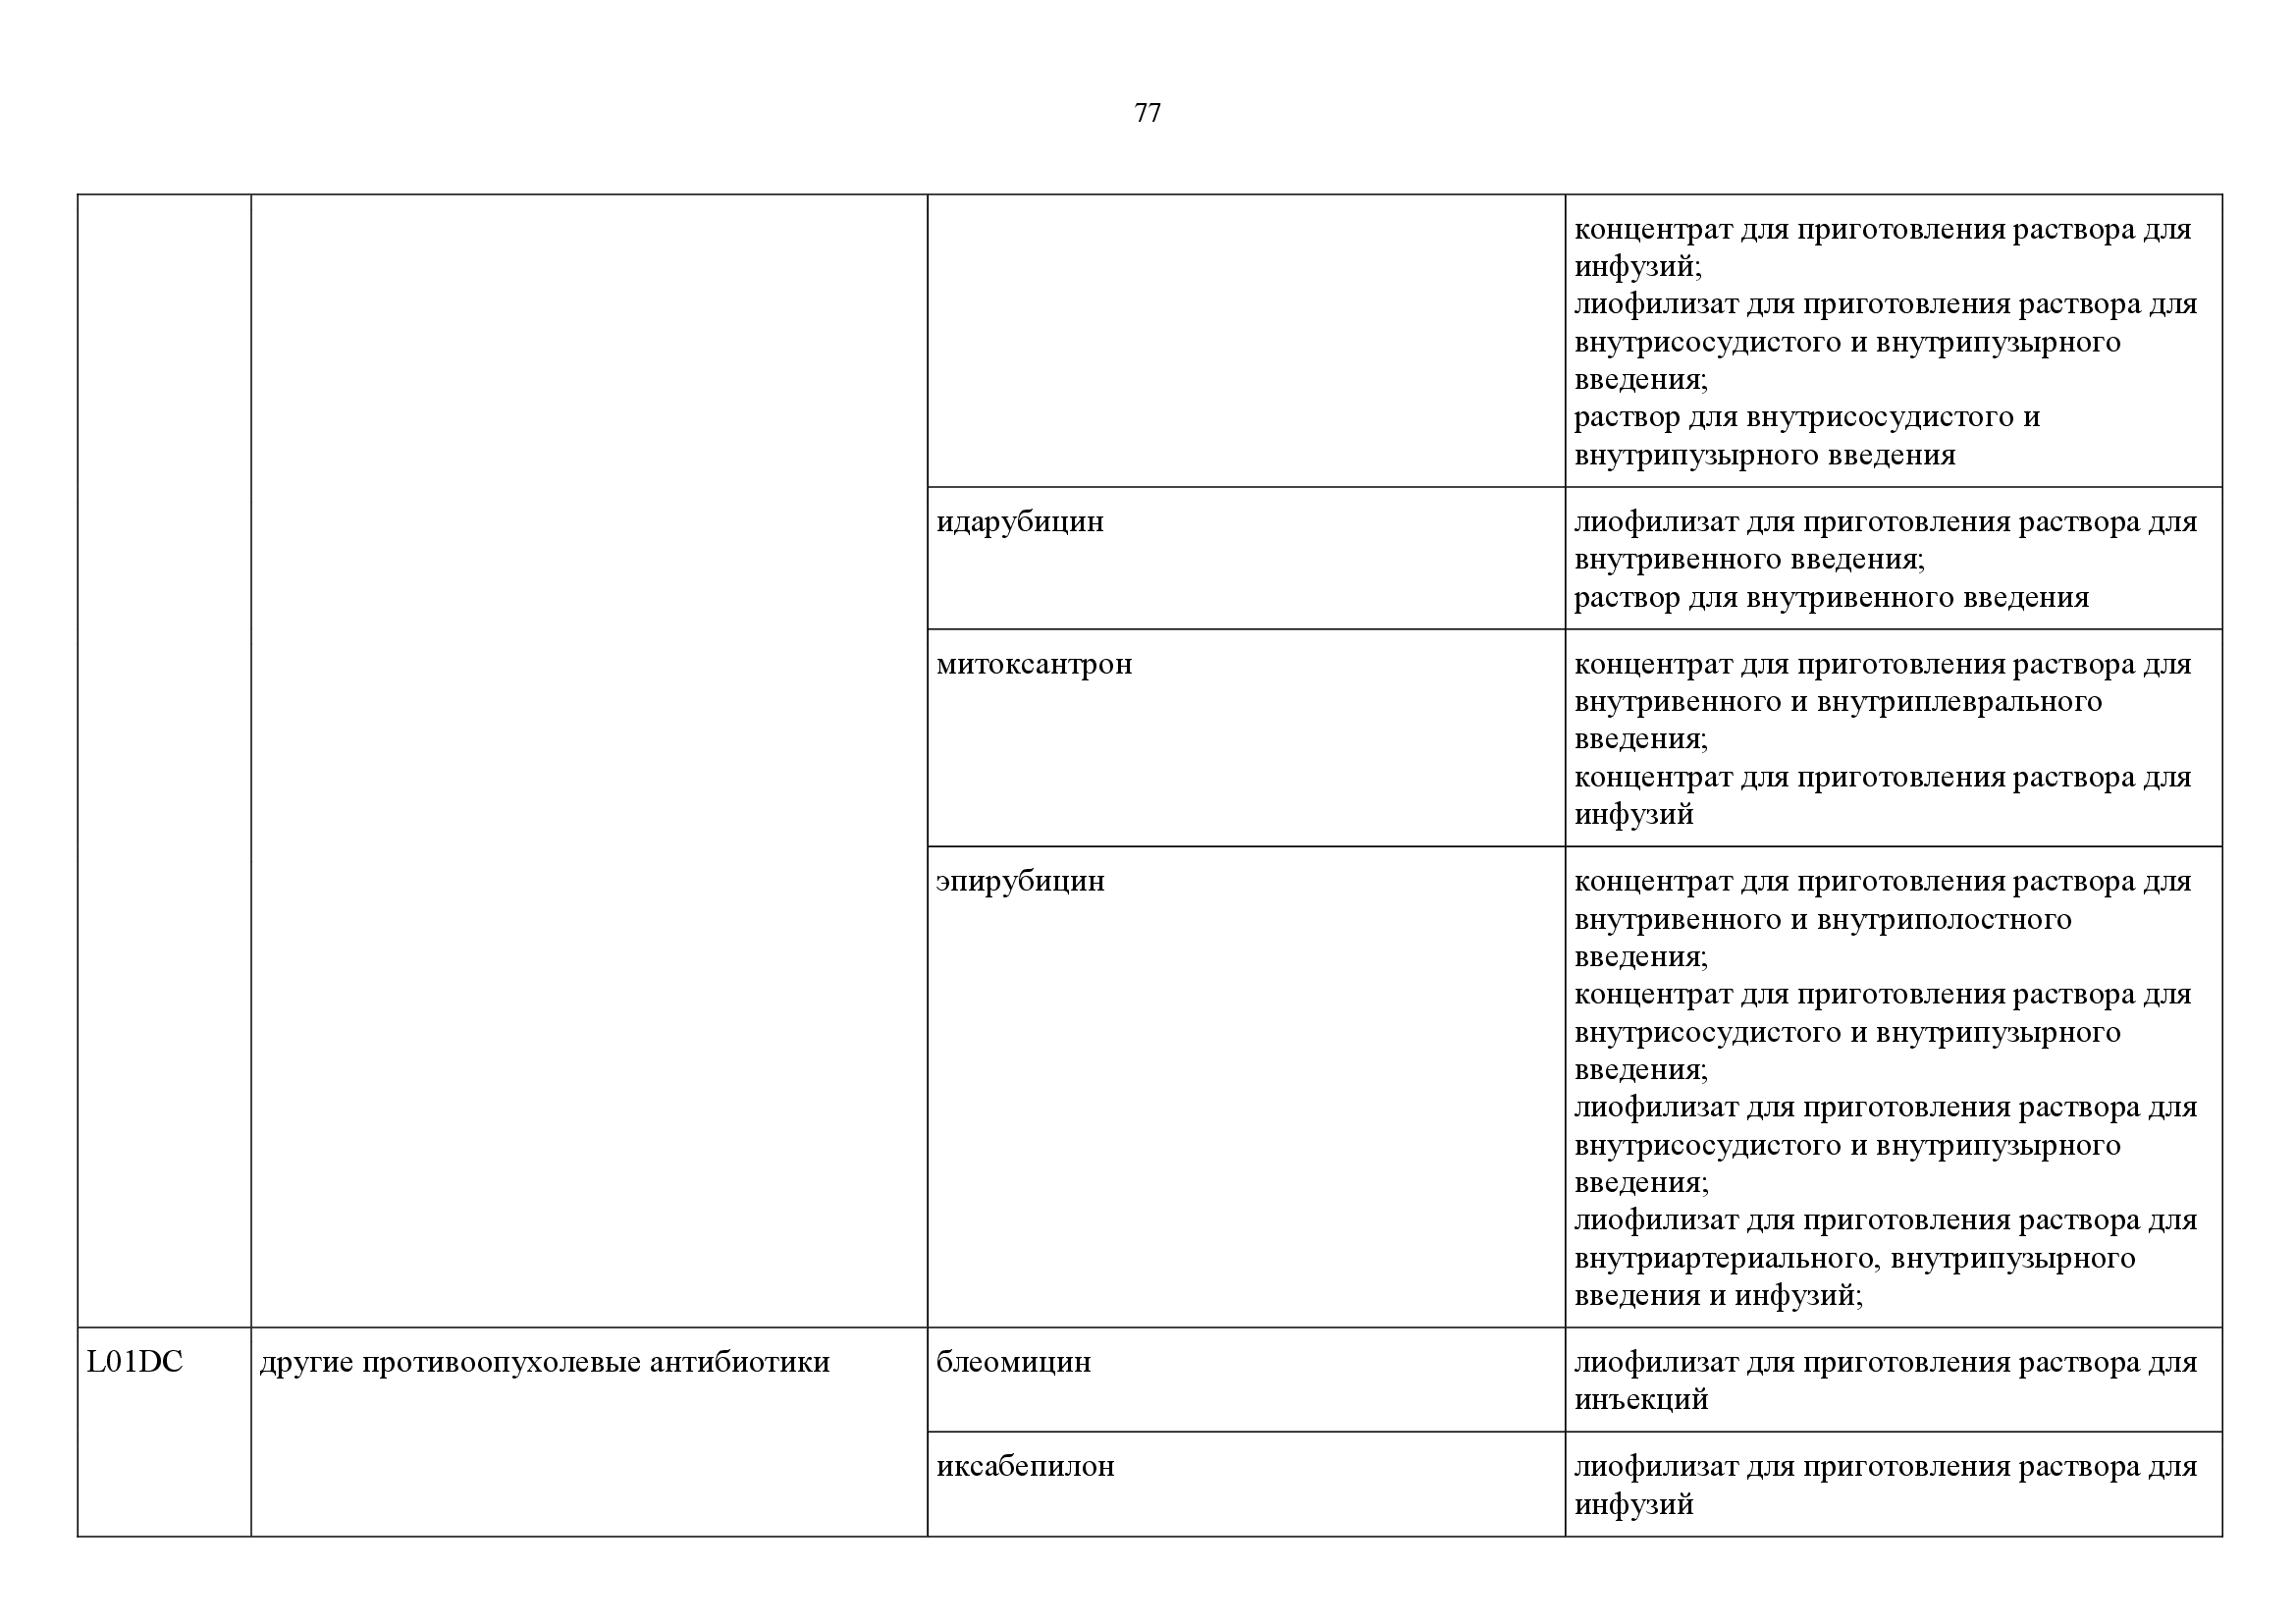 77
концентрат для приготовления раствора для
инфузий;
лиофилизат для приготовления раствора для
внутрисосудистого и внутрипузырного
введения;
раствор для внутрисосудистого и
внутрипузырного введения
идарубицин
лиофилизат для приготовления раствора для
внутривенного введения;
раствор для внутривенного введения
митоксантрон
концентрат для приготовления раствора для
внутривенного и внутриплеврального
введения;
концентрат для приготовления раствора для
инфузий
эпирубицин
концентрат для приготовления раствора для
внутривенного и внутриполостного
введения;
концентрат для приготовления раствора для
внутрисосудистого и внутрипузырного
введения;
лиофилизат для приготовления раствора для
внутрисосудистого и внутрипузырного
введения;
лиофилизат для приготовления раствора для
внутриартериального, внутрипузырного
введения и инфузий;
L01DC
другие противоопухолевые антибиотики
блеомицин
лиофилизат для приготовления раствора для
инъекций
иксабепилон
лиофилизат для приготовления раствора для
инфузий